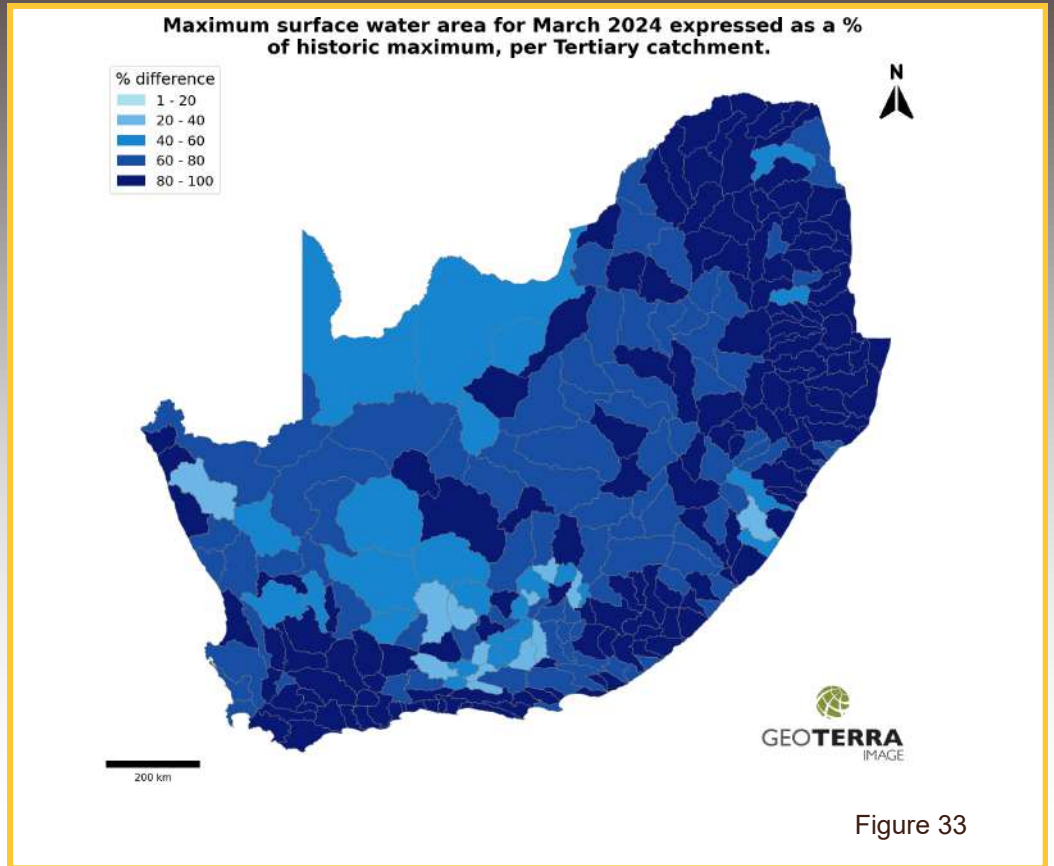 Maximum surface water area for March 2024 expressed as a %
of historic maximum, per Tertiary catchment.
% difference
1 - 20
20 - 40
40 - 60
60 - 80
80 - 100
N
GEOTERRA
IMAGE
200 km
Figure 33